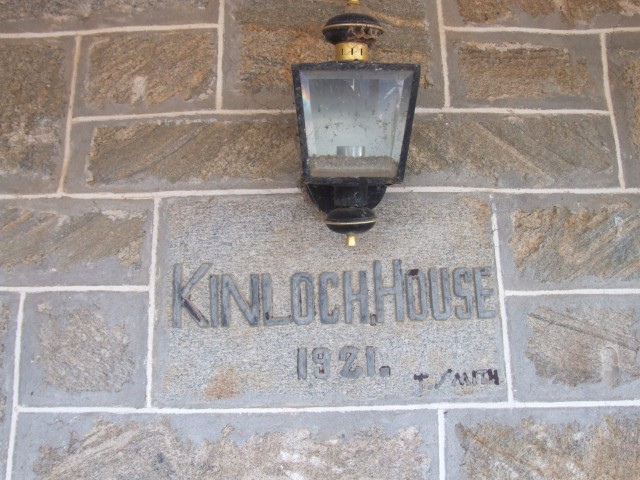 KINLOCH, HOUSE
1921.
T. SMITH